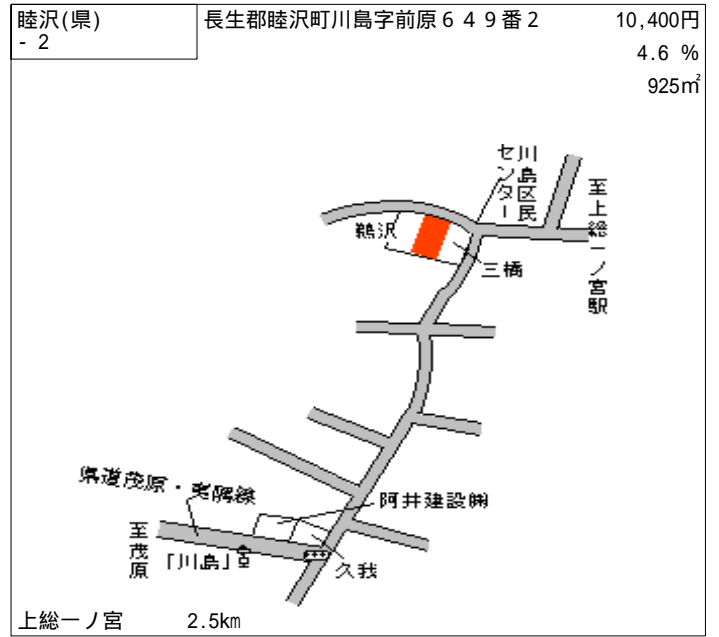 睦沢(県)
- 2
長生郡睦沢町川島字前原６４９番２
10,400円
4.6 %
925㎡
川島区民
センター
至上総一ノ宮駅
鵜沢
三橋
県道茂原・夷隅線
阿井建設㈱
至茂原
「川島」
久我
上総一ノ宮 2.5km